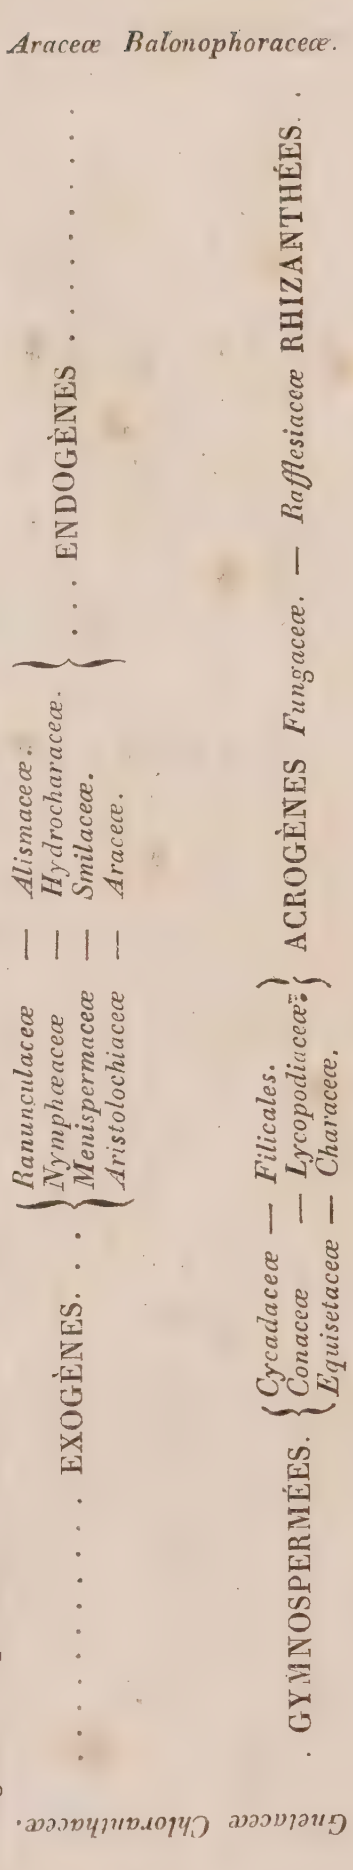 Araceæ Balonophoraceæ.
. . . . . . . . . . EXOGÈNES. . .
Ranunculaceæ — Alismaceæ.
Nymphæaceæ — Hydrocharaceæ.
Menispermaceæ — Smilaceæ.
Aristolochiaceæ — Araceæ.
. . . ENDOGÈNES . . . . . . . . . .
. GYMNOSPERMÉES.
Cycadaceæ — Filicales.
Conaceæ — Lycopodiaceæ.
Equisetaceæ — Characeæ.
ACROGÈNES Fungaceæ. — Rafflesiaceæ RHIZANTHÉES. .
Gnetaceæ Chloranthaceæ.